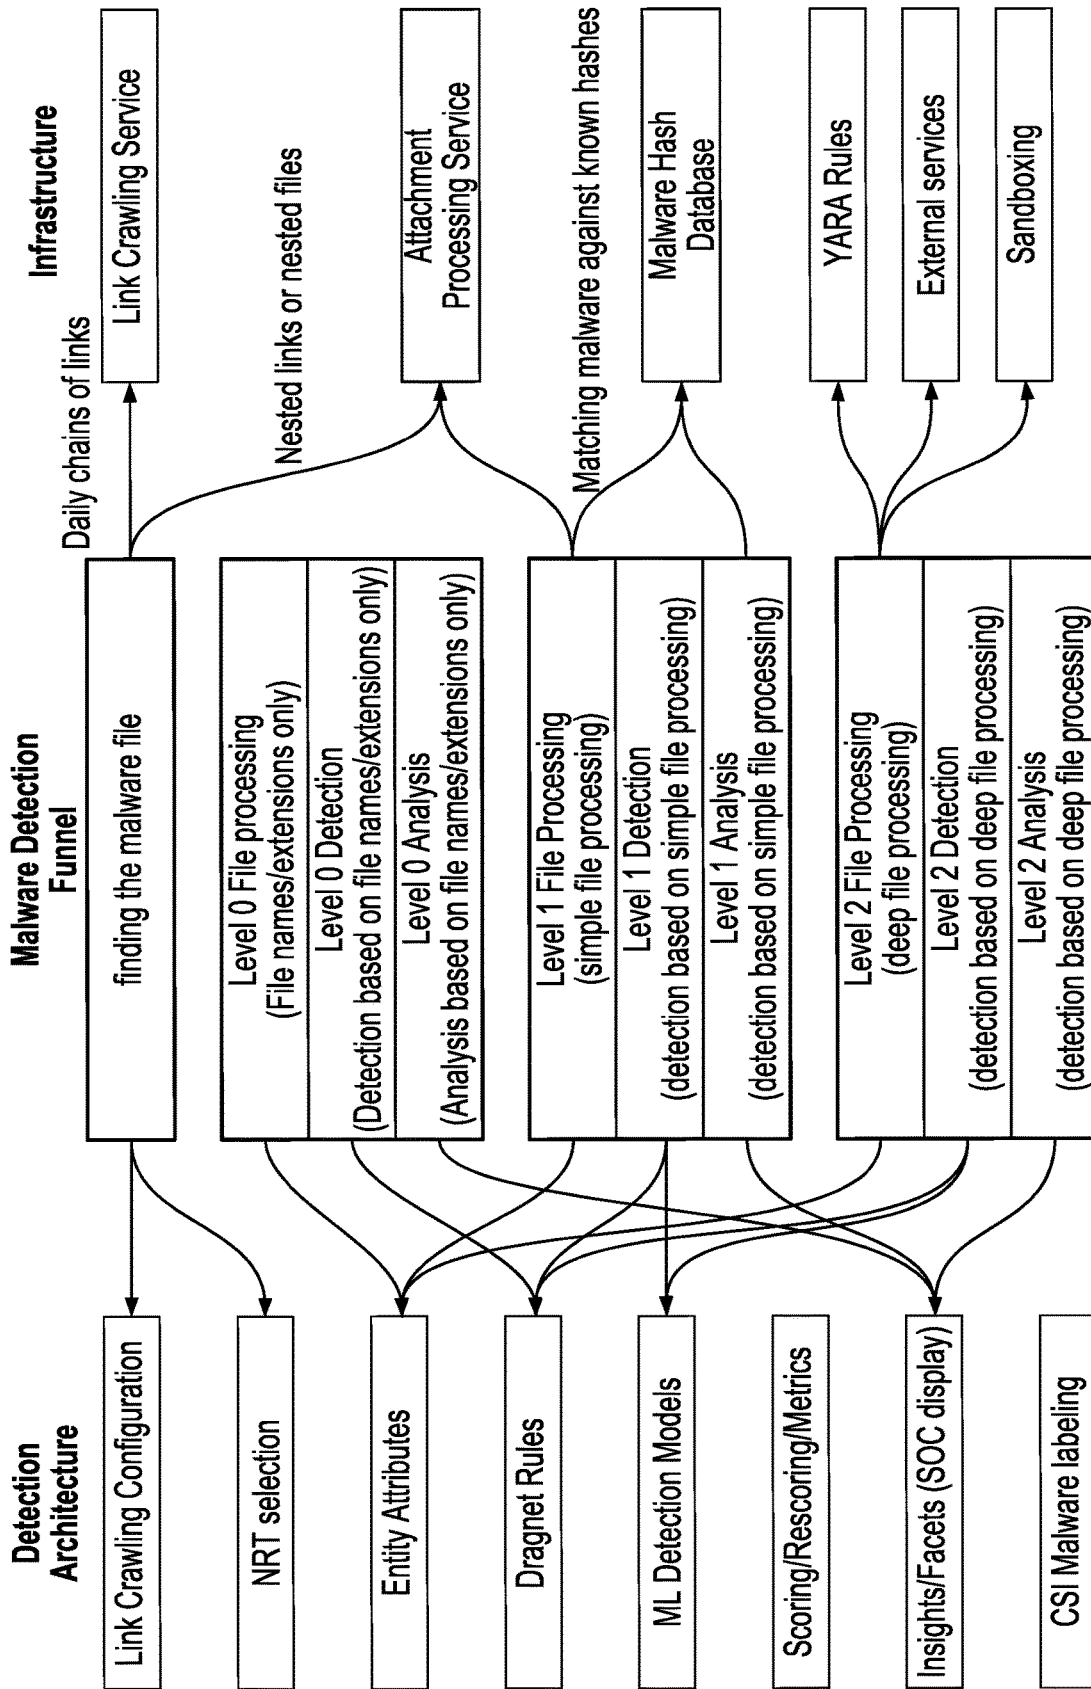 Detection
Architecture
Link Crawling Configuration
NRT selection
Entity Attributes
Dragnet Rules
ML Detection Models
Scoring/Rescoring/Metrics
Insights/Facets (SOC display)
CSI Malware labeling
Malware Detection
Funnel
finding the malware file
Level 0 File processing
(File names/extensions only)
Level 0 Detection
(Detection based on file names/extensions only)
Level 0 Analysis
(Analysis based on file names/extensions only)
Level 1 File Processing
(simple file processing)
Level 1 Detection
(detection based on simple file processing)
Level 1 Analysis
(detection based on simple file processing)
Level 2 File Processing
(deep file processing)
Level 2 Detection
(detection based on deep file processing)
Level 2 Analysis
(detection based on deep file processing)
Infrastructure
Daily chains of links
Link Crawling Service
Nested links or nested files
Attachment
Processing Service
Matching malware against known hashes
Malware Hash
Database
YARA Rules
External services
Sandboxing